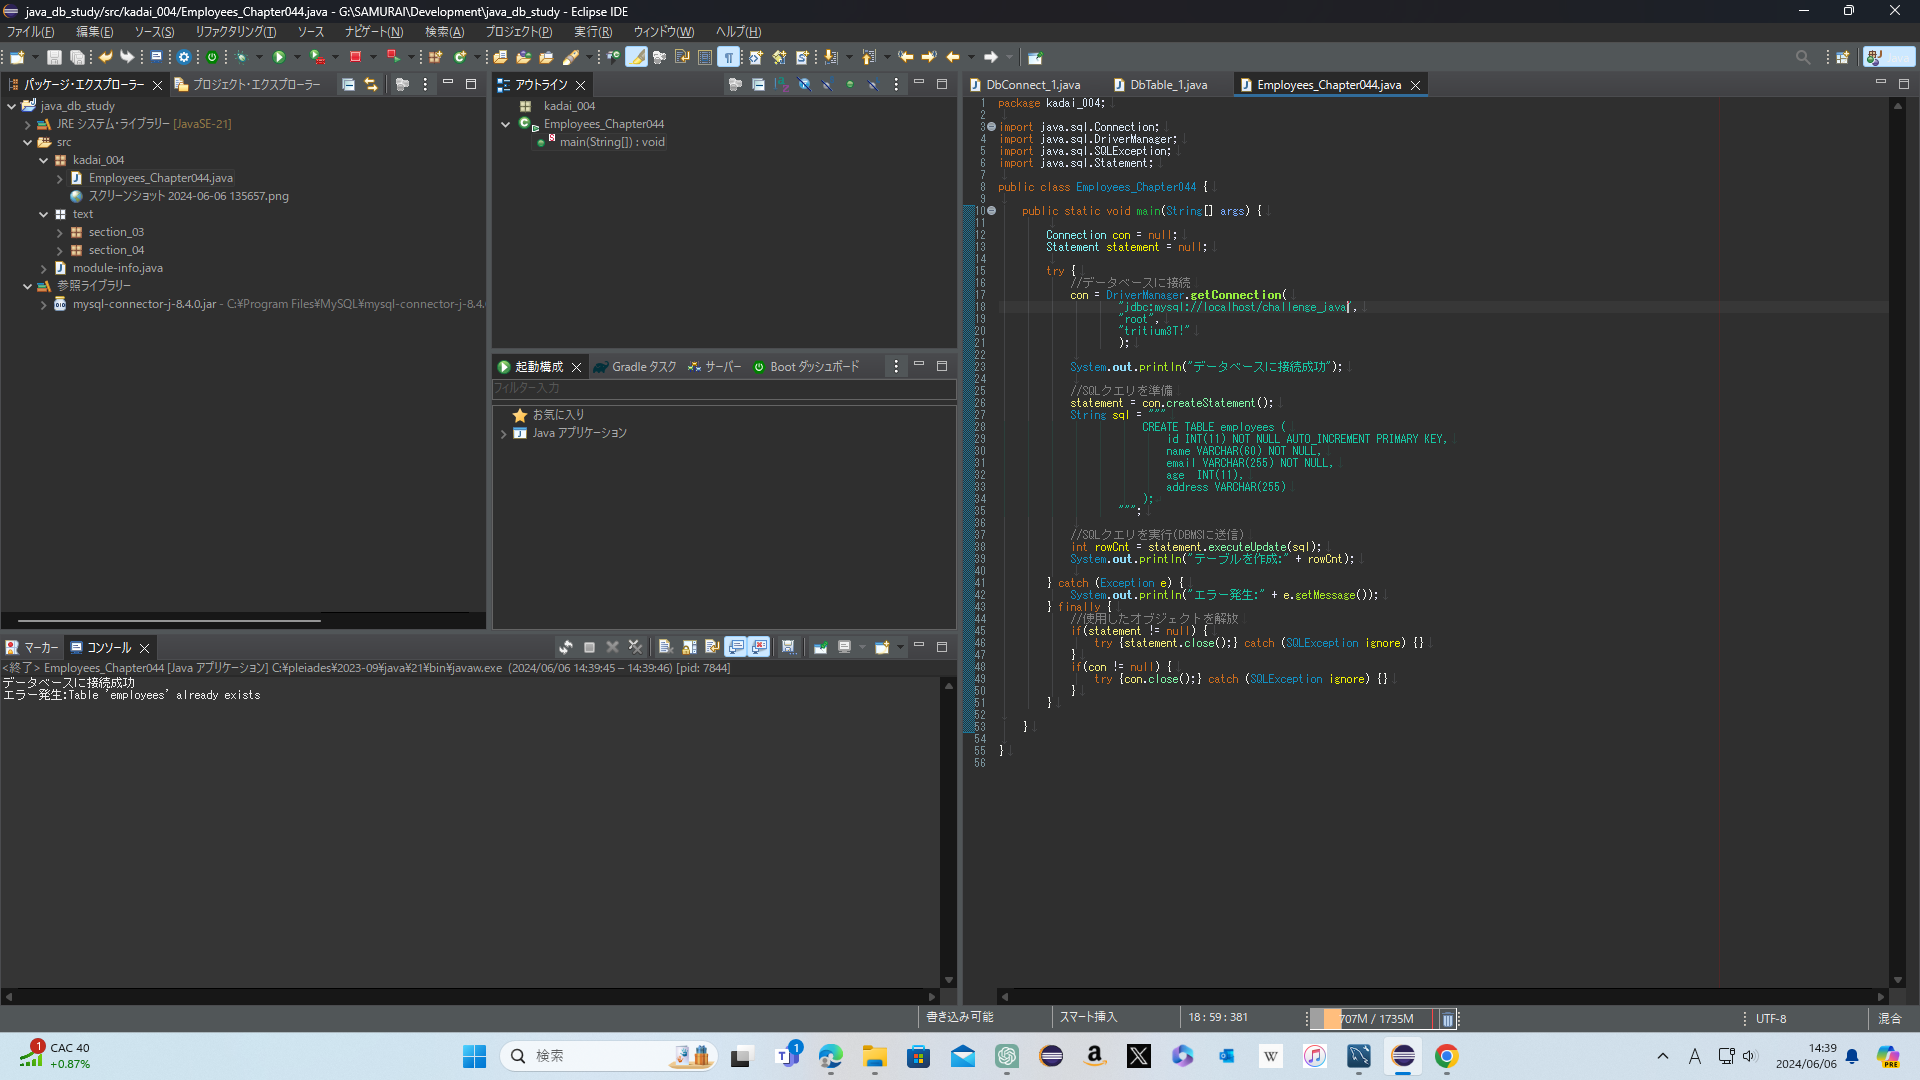 java_db_study/src/kadai_004/Employees_Chapter044.java - G:\SAMURAI\Development\java_db_study - Eclipse IDE
ファイル(F) 編集(E) ソース(S) リファクタリング(T) ソース ナビゲート(N) 検索(A) プロジェクト(P) 実行(R) ウィンドウ(W) ヘルプ(H)
パッケージ・エクスプローラー
プロジェクト・エクスプローラー
java_db_study
JRE システム・ライブラリー [JavaSE-21]
src
kadai_004
Employees_Chapter044.java
スクリーンショット 2024-06-06 135657.png
text
section_03
section_04
module-info.java
参照ライブラリー
mysql-connector-j-8.4.0.jar - C:¥Program Files¥MySQL¥mysql-connector-j-8.4.
アウトライン
kadai_004
Employees_Chapter044
main(String[]) : void
起動構成 Gradle タスク サーバー Boot ダッシュボード
フィルター入力
お気に入り
Java アプリケーション
DbConnect_1.java DbTable_1.java Employees_Chapter044.java
1 package kadai_004;
2
3 import java.sql.Connection;
4 import java.sql.DriverManager;
5 import java.sql.SQLException;
6 import java.sql.Statement;
7
8 public class Employees_Chapter044 {
9
10 public static void main(String[] args) {
11
12 Connection con = null;
13 Statement statement = null;
14
15 try {
16 //データベースに接続
17 con = DriverManager.getConnection(
18 "jdbc:mysql://localhost/challenge_java",
19 "root",
20 "tritium3T!"
21 );
22
23 System.out.println("データベースに接続成功");
24
25 //SQLクエリを準備
26 statement = con.createStatement();
27 String sql = """
28 CREATE TABLE employees (
29 id INT(11) NOT NULL AUTO_INCREMENT PRIMARY KEY,
30 name VARCHAR(60) NOT NULL,
31 email VARCHAR(255) NOT NULL,
32 age  INT(11),
33 address VARCHAR(255)
34 );
35 """;
36
37 //SQLクエリを実行(DBMSに送信)
38 int rowCnt = statement.executeUpdate(sql);
39 System.out.println("テーブルを作成:" + rowCnt);
40
41 } catch (Exception e) {
42 System.out.println("エラー発生:" + e.getMessage());
43 } finally {
44 //使用したオブジェクトを解放
45 if(statement != null) {
46 try {statement.close();} catch (SQLException ignore) {}
47 }
48 if(con != null) {
49 try {con.close();} catch (SQLException ignore) {}
50 }
51 }
52
53 }
54
55 }
56
マーカー コンソール
<終了> Employees_Chapter044 [Java アプリケーション] C:¥pleiades¥2023-09¥java¥21¥bin¥javaw.exe (2024/06/06 14:39:45 – 14:39:46) [pid: 7844]
データベースに接続成功
エラー発生:Table 'employees' already exists
書き込み可能 スマート挿入 18 : 59 : 381 707M / 1735M UTF-8 混合
1
CAC 40
+0.87%
検索
1
W
A
14:39
2024/06/06
PRE